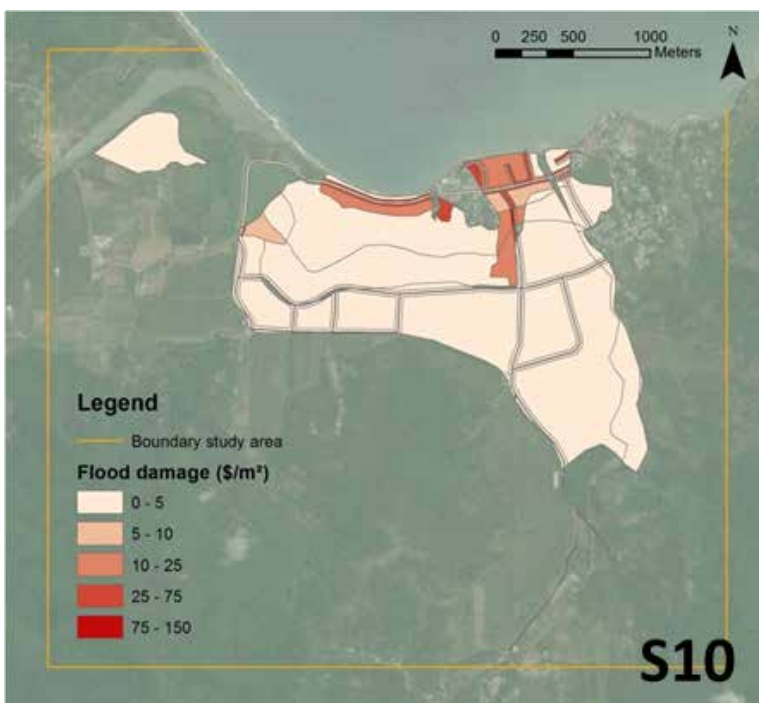 0 250 500 1000
Meters
N
Legend
Boundary study area
Flood damage ($/m²)
0 - 5
5 - 10
10 - 25
25 - 75
75 - 150
S10